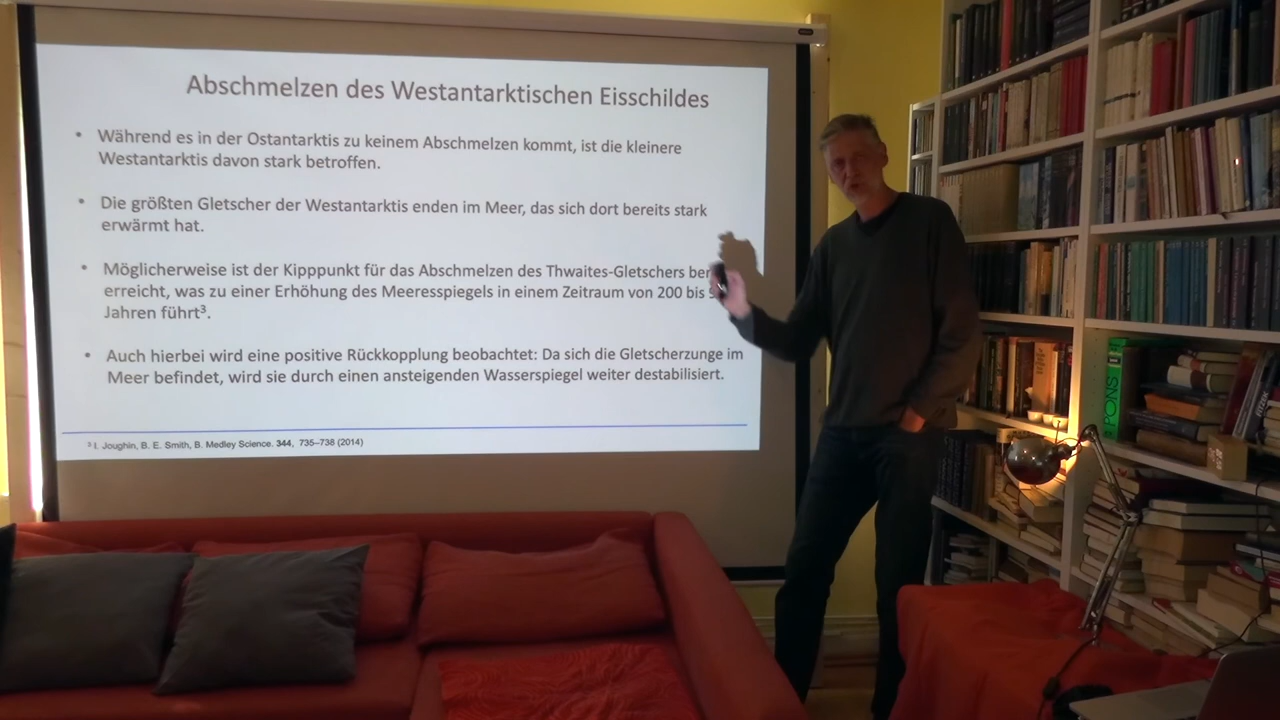 Abschmelzen des Westantarktischen Eisschildes
• Während es in der Ostantarktis zu keinem Abschmelzen kommt, ist die kleinere
Westantarktis davon stark betroffen.
• Die größten Gletscher der Westantarktis enden im Meer, das sich dort bereits stark
erwärmt hat.
• Möglicherweise ist der Kipppunkt für das Abschmelzen des Thwaites-Gletschers
erreicht, was zu einer Erhöhung des Meeresspiegels in einem Zeitraum von 200 bis
Jahren führt³.
• Auch hierbei wird eine positive Rückkopplung beobachtet: Da sich die Gletscherzunge im
Meer befindet, wird sie durch einen ansteigenden Wasserspiegel weiter destabilisiert.
³ I. Joughin, B. E. Smith, B. Medley Science. 344, 735–738 (2014)
PONS